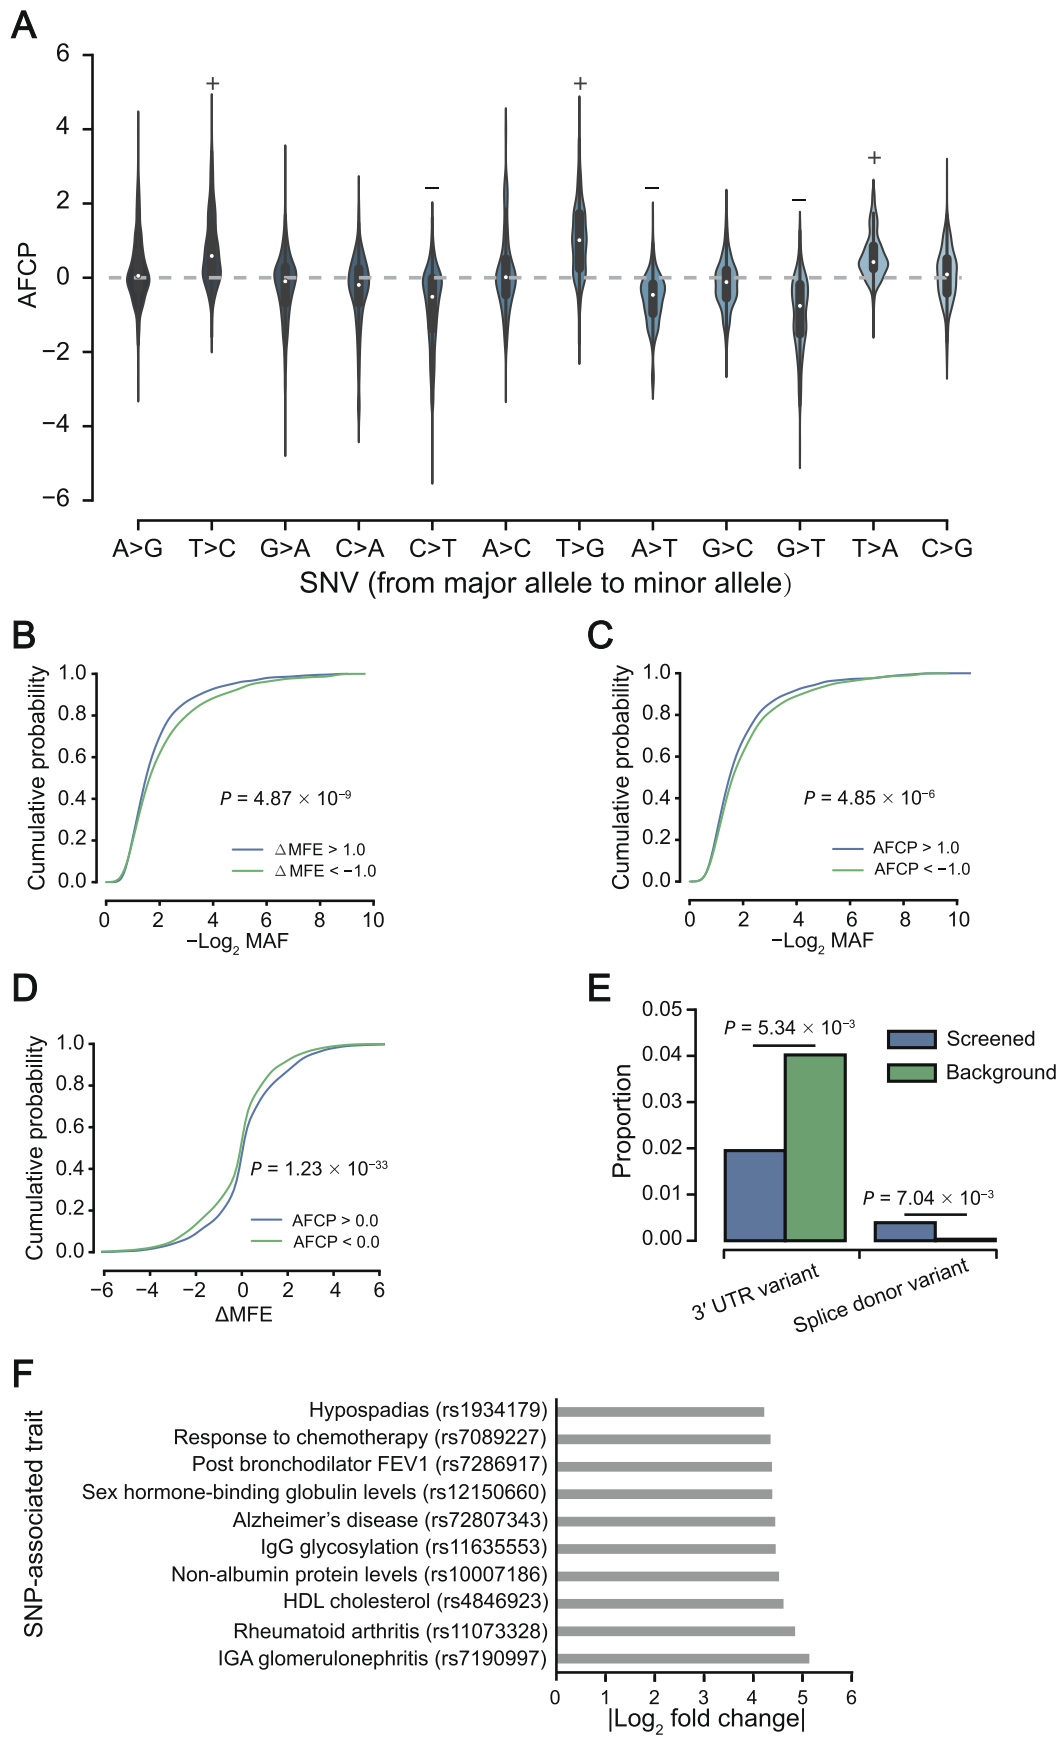 A
AFCP
6
4
2
0
−2
−4
−6
+
−
+
−
−
+
A>G T>C G>A C>A C>T A>C T>G A>T G>C G>T T>A C>G
SNV (from major allele to minor allele)
B
Cumulative probability
1.0
0.8
0.6
0.4
0.2
0.0
P = 4.87 × 10⁻⁹
ΔMFE > 1.0
ΔMFE < −1.0
0 2 4 6 8 10
−Log₂ MAF
C
Cumulative probability
1.0
0.8
0.6
0.4
0.2
0.0
P = 4.85 × 10⁻⁶
AFCP > 1.0
AFCP < −1.0
0 2 4 6 8 10
−Log₂ MAF
D
Cumulative probability
1.0
0.8
0.6
0.4
0.2
0.0
P = 1.23 × 10⁻³³
AFCP > 0.0
AFCP < 0.0
−6 −4 −2 0 2 4 6
ΔMFE
E
Proportion
0.05
0.04
0.03
0.02
0.01
0.00
P = 5.34 × 10⁻³
Screened
Background
P = 7.04 × 10⁻³
3′ UTR variant
Splice donor variant
F
SNP-associated trait
Hypospadias (rs1934179)
Response to chemotherapy (rs7089227)
Post bronchodilator FEV1 (rs7286917)
Sex hormone-binding globulin levels (rs12150660)
Alzheimer's disease (rs72807343)
IgG glycosylation (rs11635553)
Non-albumin protein levels (rs10007186)
HDL cholesterol (rs4846923)
Rheumatoid arthritis (rs11073328)
IGA glomerulonephritis (rs7190997)
0 1 2 3 4 5 6
|Log₂ fold change|